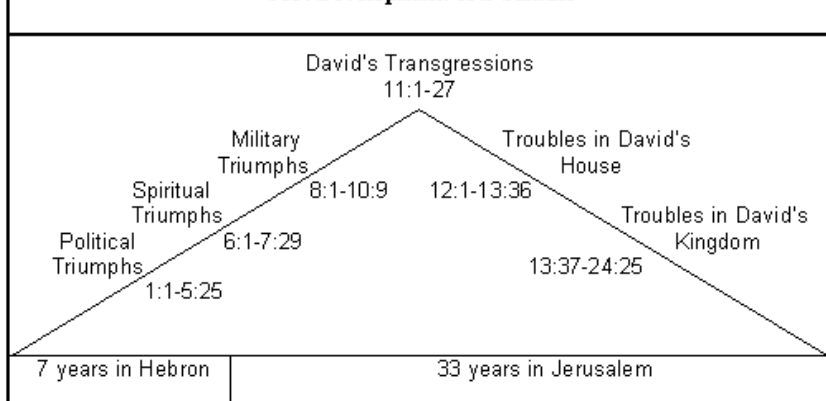 David's Transgressions
11:1-27
Military
Triumphs
8:1-10:9
Spiritual
Triumphs
6:1-7:29
Political
Triumphs
1:1-5:25
Troubles in David's
House
12:1-13:36
Troubles in David's
Kingdom
13:37-24:25
7 years in Hebron
33 years in Jerusalem